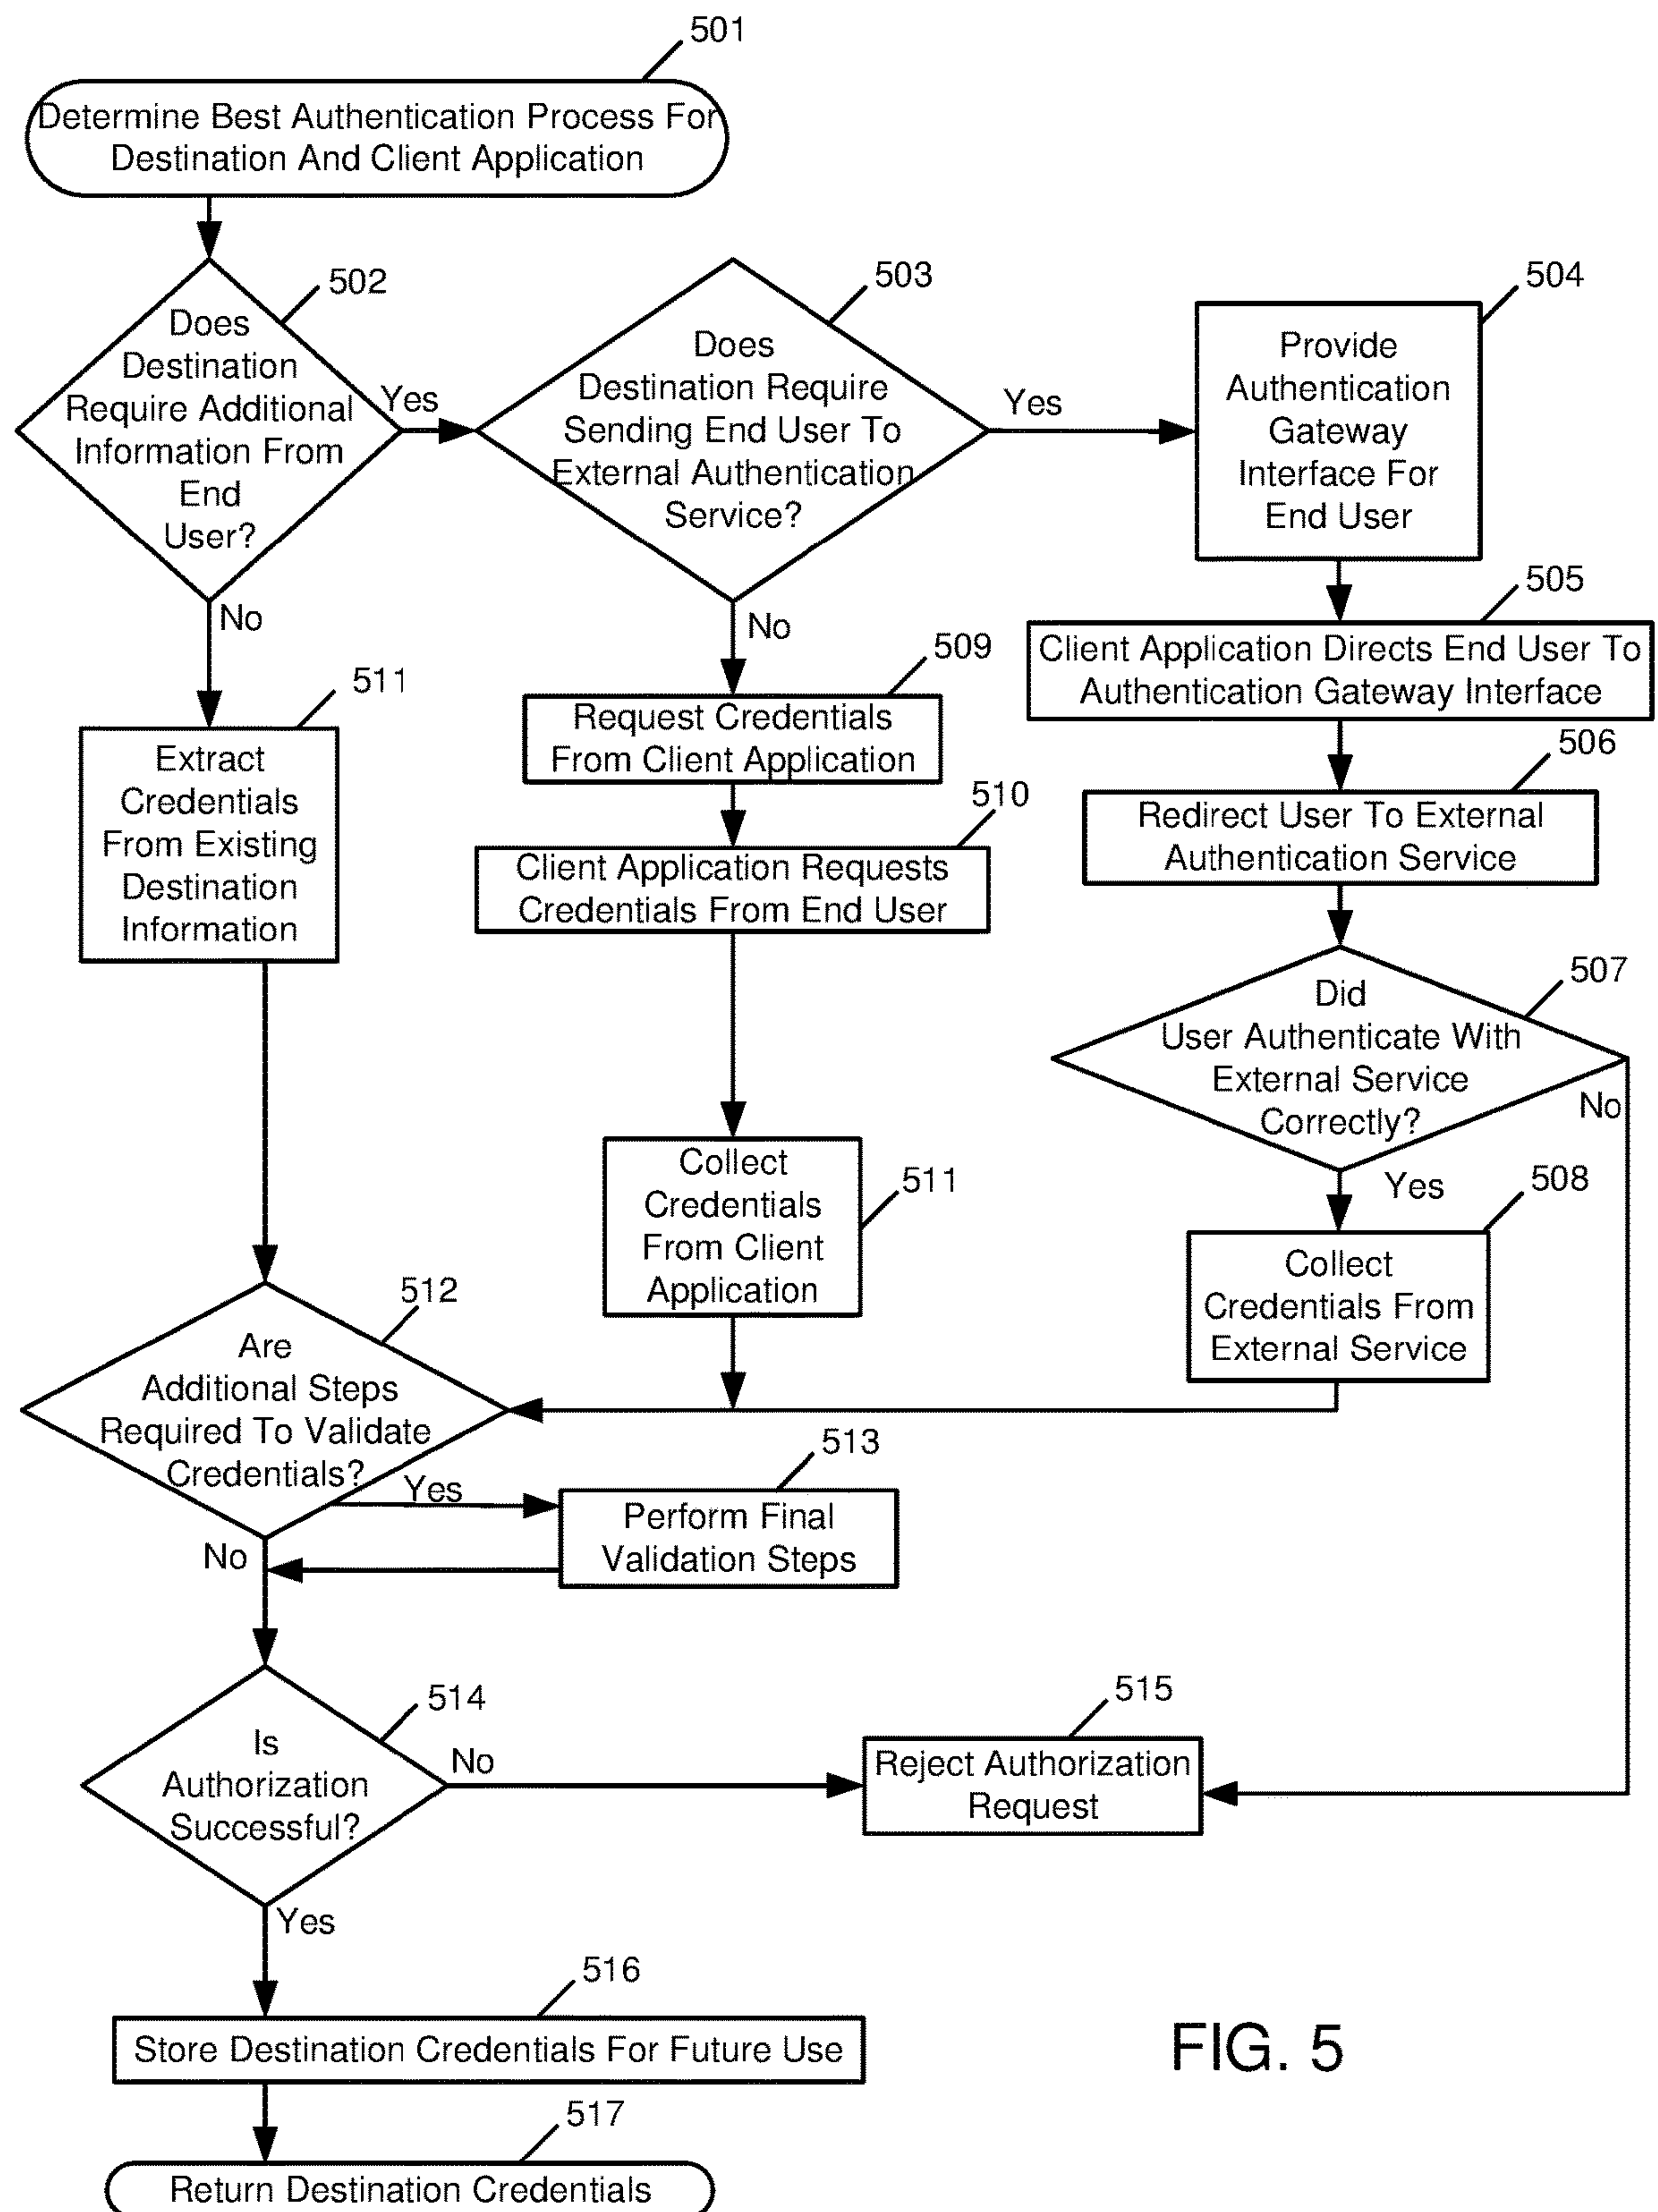 501
Determine Best Authentication Process For
Destination And Client Application
502
Does
Destination
Require Additional
Information From
End
User?
Yes
No
503
Does
Destination Require
Sending End User To
External Authentication
Service?
Yes
No
504
Provide
Authentication
Gateway
Interface For
End User
505
Client Application Directs End User To
Authentication Gateway Interface
509
Request Credentials
From Client Application
511
Extract
Credentials
From Existing
Destination
Information
506
Redirect User To External
Authentication Service
510
Client Application Requests
Credentials From End User
507
Did
User Authenticate With
External Service
Correctly?
No
Yes
511
Collect
Credentials
From Client
Application
508
Collect
Credentials From
External Service
512
Are
Additional Steps
Required To Validate
Credentials?
Yes
No
513
Perform Final
Validation Steps
514
Is
Authorization
Successful?
No
Yes
515
Reject Authorization
Request
516
Store Destination Credentials For Future Use
517
Return Destination Credentials
FIG. 5